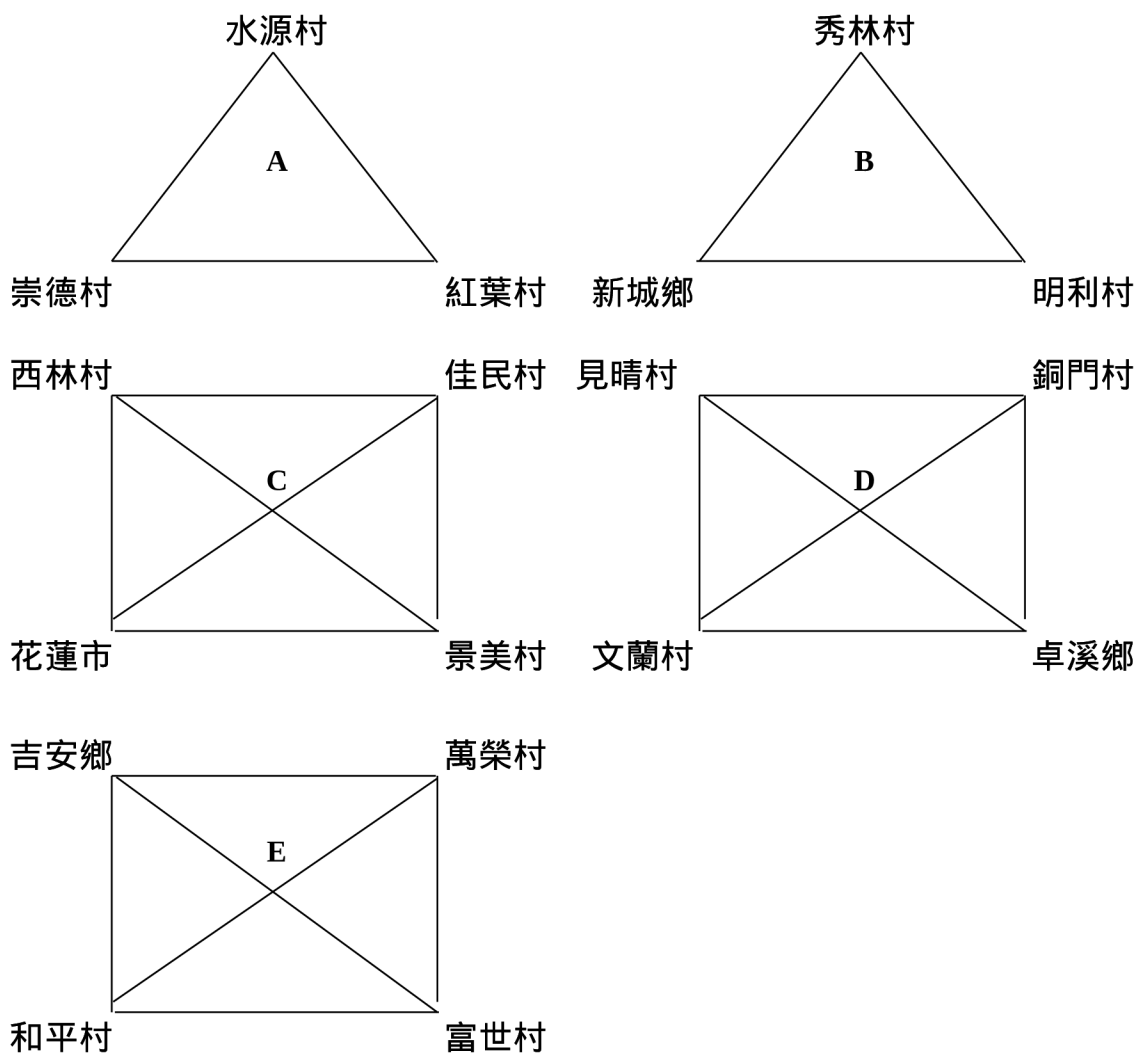 水源村
秀林村
A
B
崇德村
紅葉村
新城鄉
明利村
西林村
佳民村
見晴村
銅門村
C
D
花蓮市
景美村
文蘭村
卓溪鄉
吉安鄉
萬榮村
E
和平村
富世村